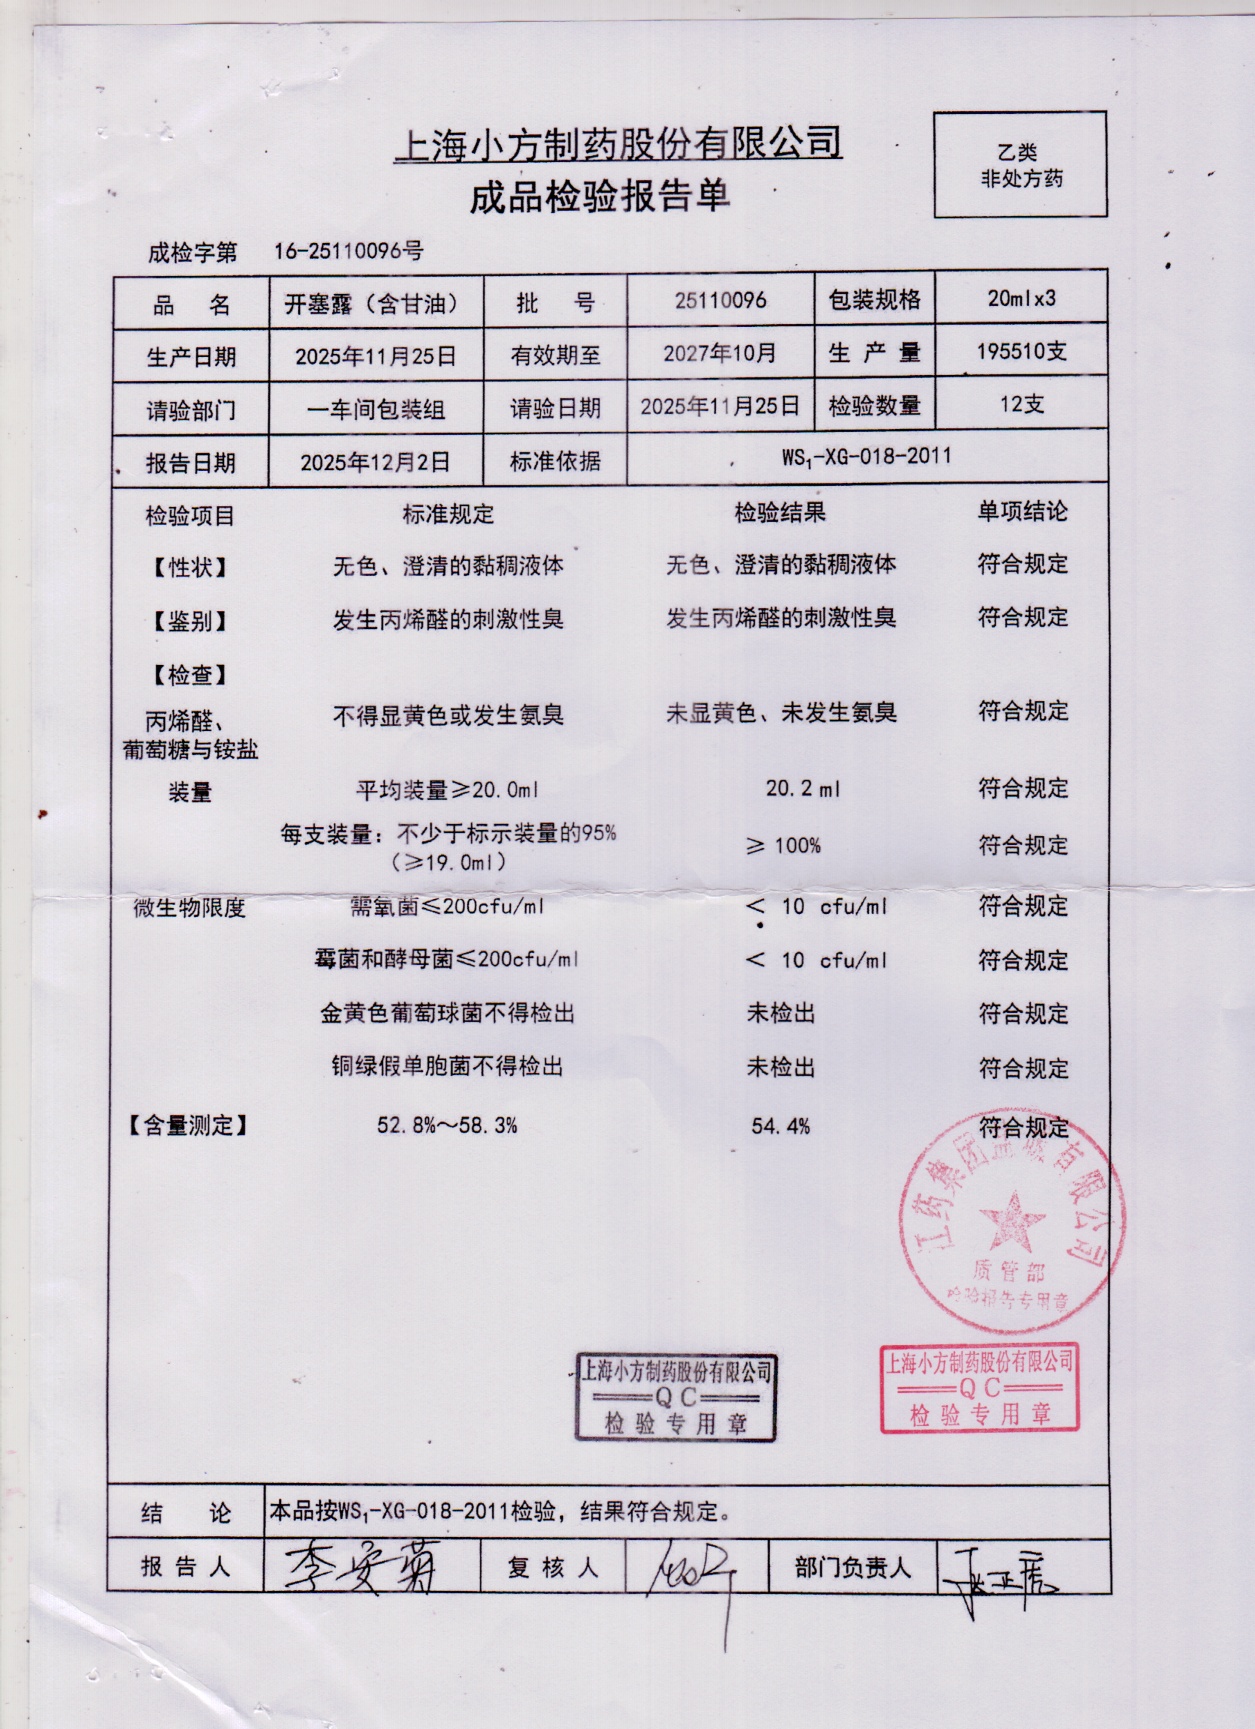 上海小方制药股份有限公司
成品检验报告单
乙类
非处方药
成检字第 16-25110096号
品 名 开塞露（含甘油） 批 号 25110096 包装规格 20mlx3
生产日期 2025年11月25日 有效期至 2027年10月 生 产 量 195510支
请验部门 一车间包装组 请验日期 2025年11月25日 检验数量 12支
报告日期 2025年12月2日 标准依据 WS₁-XG-018-2011
检验项目 标准规定 检验结果 单项结论
【性状】 无色、澄清的黏稠液体 无色、澄清的黏稠液体 符合规定
【鉴别】 发生丙烯醛的刺激性臭 发生丙烯醛的刺激性臭 符合规定
【检查】
丙烯醛、
葡萄糖与铵盐 不得显黄色或发生氨臭 未显黄色、未发生氨臭 符合规定
装量 平均装量≥20.0ml 20.2 ml 符合规定
每支装量：不少于标示装量的95%
（≥19.0ml） ≥ 100% 符合规定
微生物限度 需氧菌≤200cfu/ml < 10 cfu/ml 符合规定
霉菌和酵母菌≤200cfu/ml < 10 cfu/ml 符合规定
金黄色葡萄球菌不得检出 未检出 符合规定
铜绿假单胞菌不得检出 未检出 符合规定
【含量测定】 52.8%～58.3% 54.4% 符合规定
江药集团 有限公司
质管部
检验报告专用章
上海小方制药股份有限公司
QC
检验专用章
上海小方制药股份有限公司
QC
检验专用章
结 论 本品按WS₁-XG-018-2011检验，结果符合规定。
报 告 人 李安菊 复 核 人 部门负责人